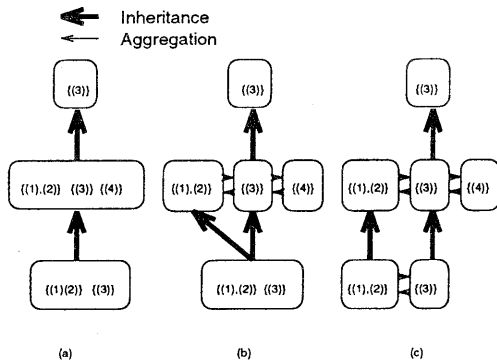 Inheritance
Aggregation
{(3)} {(3)} {(3)}
{(1),(2)} {(3)} {(4)} {(1),(2)} {(3)} {(4)} {(1),(2)} {(3)} {(4)}
{(1)(2)} {(3)} {(1),(2)} {(3)} {(1),(2)} {(3)}
(a) (b) (c)